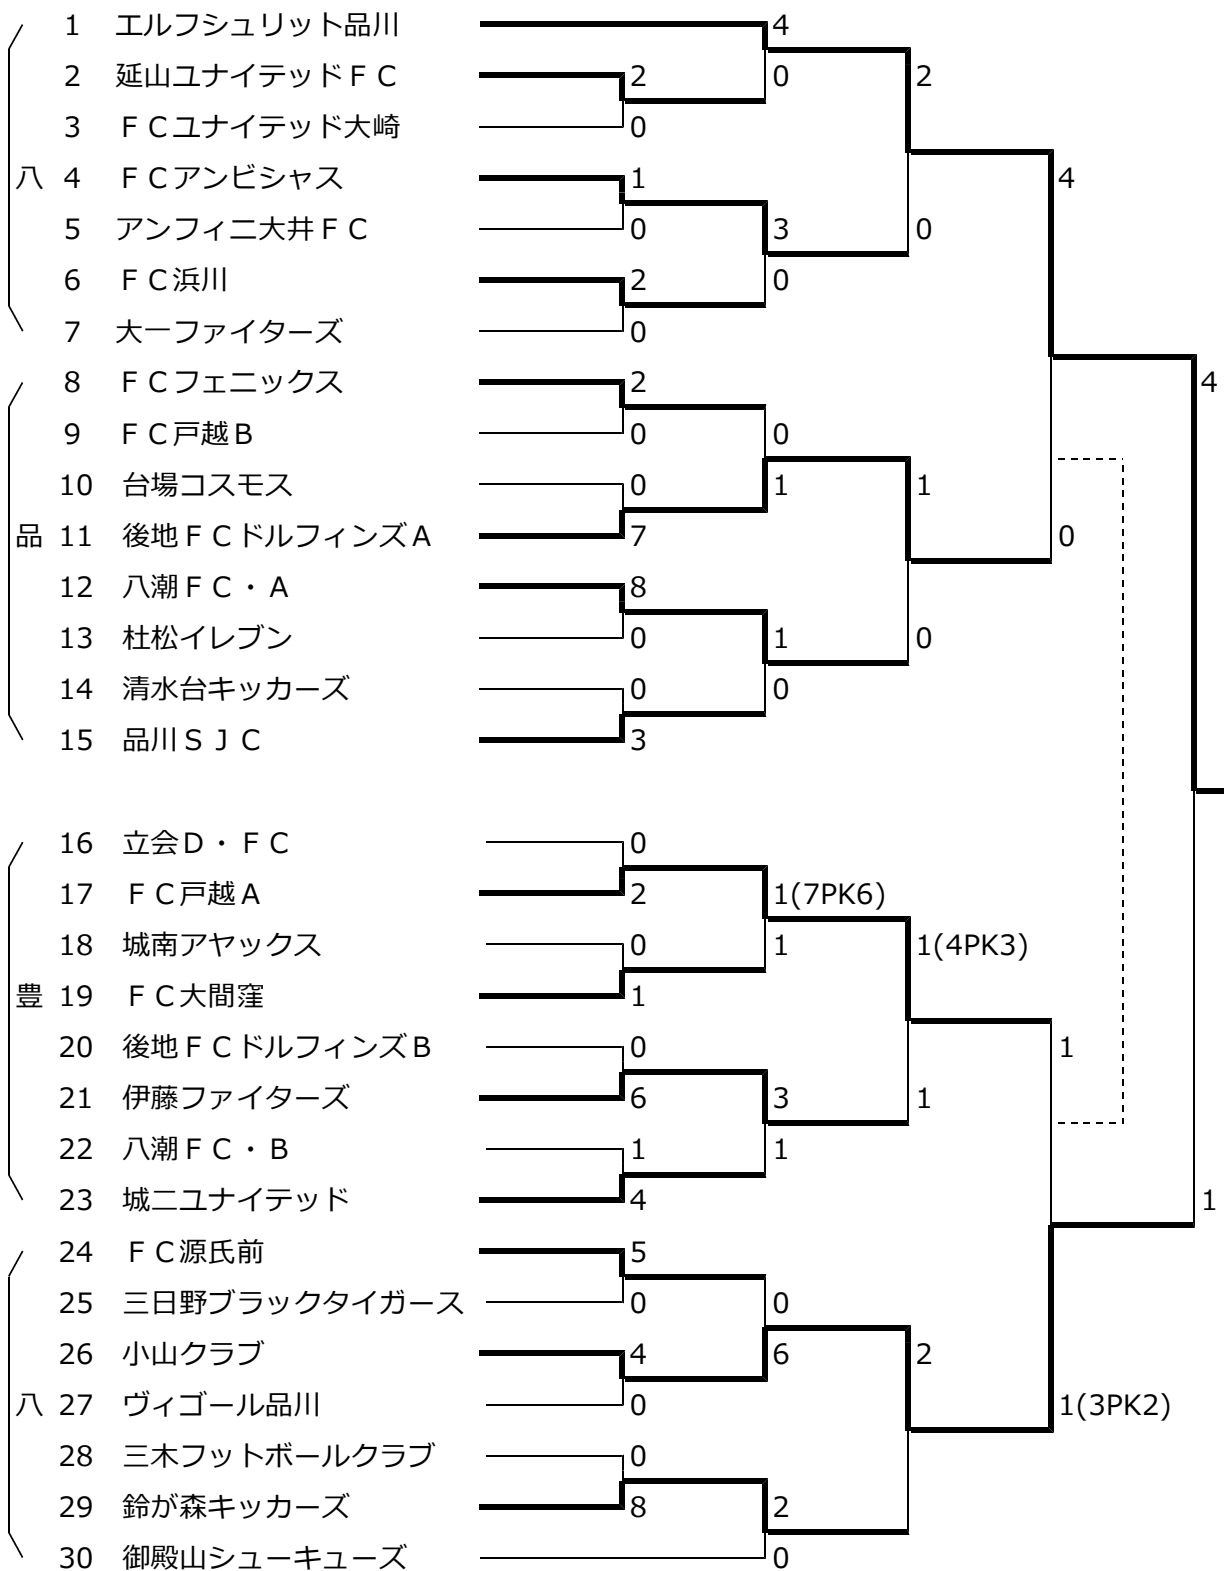 1 エルフシュリット品川 4
2 延山ユナイテッドＦＣ 2 0 2
3 ＦＣユナイテッド大崎 0
八 4 ＦＣアンビシャス 1 4
5 アンフィニ大井ＦＣ 0 3 0
6 ＦＣ浜川 2 0
7 大一ファイターズ 0
8 ＦＣフェニックス 2 4
9 ＦＣ戸越Ｂ 0 0
10 台場コスモス 0 1 1
品 11 後地ＦＣドルフィンズＡ 7 0
12 八潮ＦＣ・Ａ 8
13 杜松イレブン 0 1 0
14 清水台キッカーズ 0 0
15 品川ＳＪＣ 3
16 立会Ｄ・ＦＣ 0
17 ＦＣ戸越Ａ 2 1(7PK6)
18 城南アヤックス 0 1 1(4PK3)
豊 19 ＦＣ大間窪 1
20 後地ＦＣドルフィンズＢ 0 1
21 伊藤ファイターズ 6 3 1
22 八潮ＦＣ・Ｂ 1 1
23 城二ユナイテッド 4 1
24 ＦＣ源氏前 5
25 三日野ブラックタイガース 0 0
26 小山クラブ 4 6 2
八 27 ヴィゴール品川 0 1(3PK2)
28 三木フットボールクラブ 0
29 鈴が森キッカーズ 8 2
30 御殿山シューキューズ 0